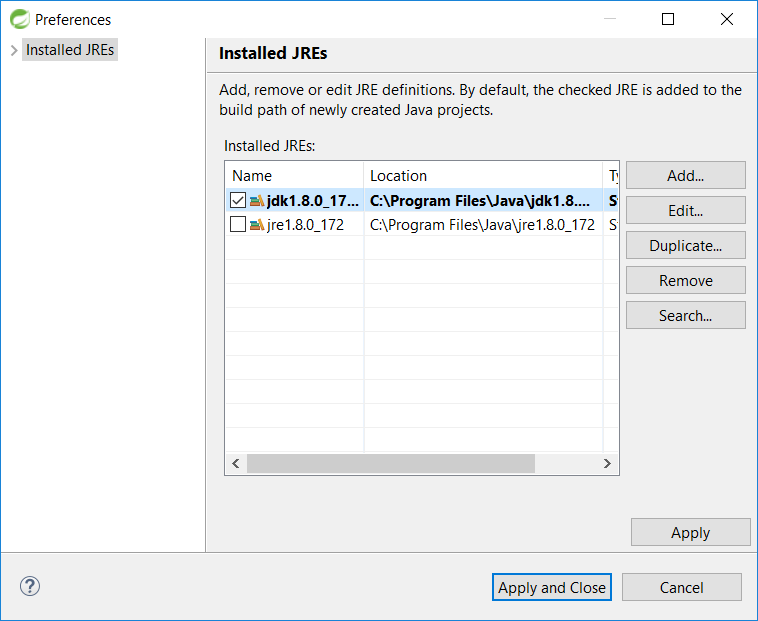 Preferences
Installed JREs
Installed JREs
Add, remove or edit JRE definitions. By default, the checked JRE is added to the
build path of newly created Java projects.
Installed JREs:
Name Location
jdk1.8.0_17... C:\Program Files\Java\jdk1.8....
jre1.8.0_172 C:\Program Files\Java\jre1.8.0_172
Add...
Edit...
Duplicate...
Remove
Search...
Apply
?
Apply and Close Cancel